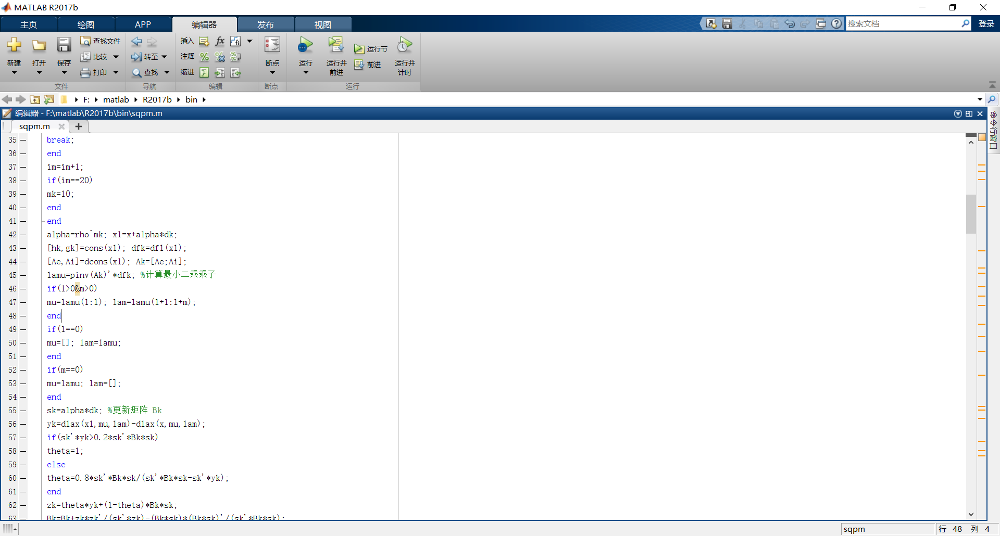 MATLAB R2017b
主页 绘图 APP 编辑器 发布 视图 搜索文档 登录
新建 打开 保存 查找文件 比较 打印 转至 查找 插入 fx fi 注释 缩进 断点 运行 运行并前进 运行节 前进 运行并计时
文件 导航 编辑 断点 运行
F: matlab R2017b bin
编辑器 - F:\matlab\R2017b\bin\sqpm.m
命令行窗口
sqpm.m
35 break;
36 end
37 im=im+1;
38 if(im==20)
39 mk=10;
40 end
41 end
42 alpha=rho^mk; x1=x+alpha*dk;
43 [hk,gk]=cons(x1); dfk=df1(x1);
44 [Ae,Ai]=dcons(x1); Ak=[Ae;Ai];
45 lamu=pinv(Ak)'*dfk; %计算最小二乘乘子
46 if(l>0&m>0)
47 mu=lamu(1:l); lam=lamu(l+1:l+m);
48 end
49 if(l==0)
50 mu=[]; lam=lamu;
51 end
52 if(m==0)
53 mu=lamu; lam=[];
54 end
55 sk=alpha*dk; %更新矩阵 Bk
56 yk=dlax(x1,mu,lam)-dlax(x,mu,lam);
57 if(sk'*yk>0.2*sk'*Bk*sk)
58 theta=1;
59 else
60 theta=0.8*sk'*Bk*sk/(sk'*Bk*sk-sk'*yk);
61 end
62 zk=theta*yk+(1-theta)*Bk*sk;
63 Bk=Bk+zk*zk'/(sk'*zk)-(Bk*sk)*(Bk*sk)'/(sk'*Bk*sk);
sqpm 行 48 列 4